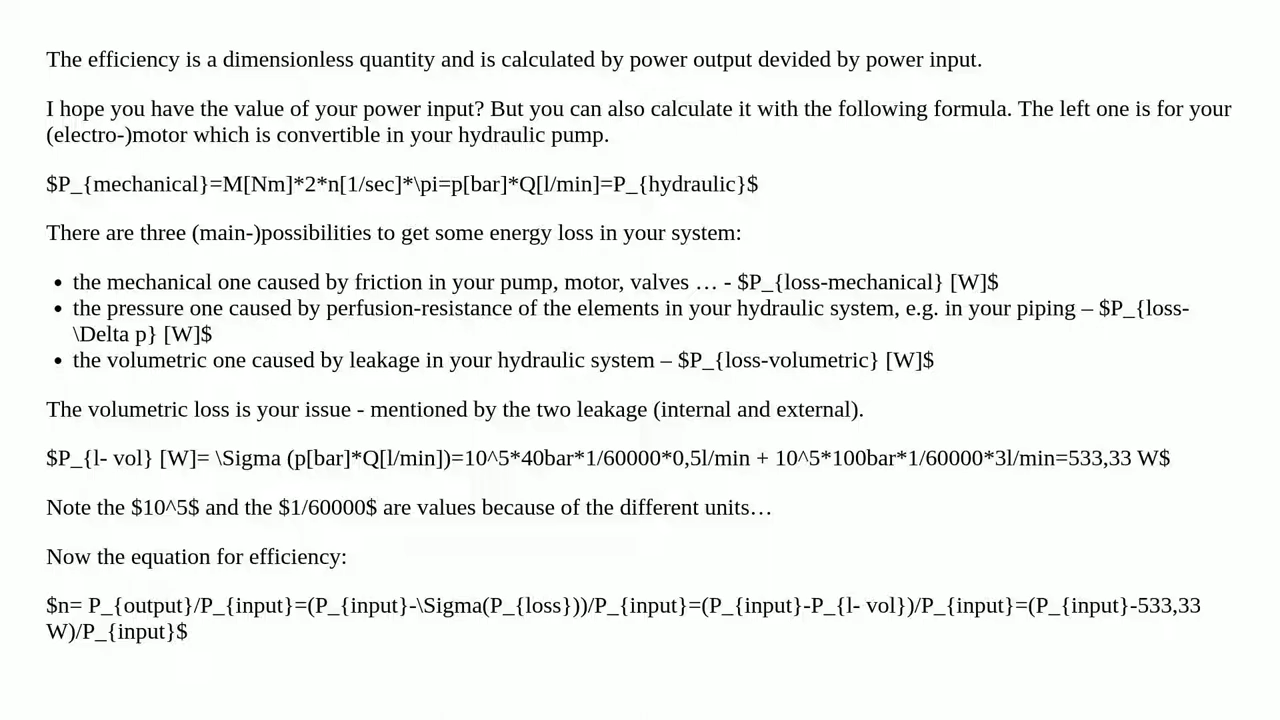 The efficiency is a dimensionless quantity and is calculated by power output devided by power input.
I hope you have the value of your power input? But you can also calculate it with the following formula. The left one is for your
(electro-)motor which is convertible in your hydraulic pump.
$P_{mechanical}=M[Nm]*2*n[1/sec]*\pi=p[bar]*Q[l/min]=P_{hydraulic}$
There are three (main-)possibilities to get some energy loss in your system:
• the mechanical one caused by friction in your pump, motor, valves … - $P_{loss-mechanical} [W]$
• the pressure one caused by perfusion-resistance of the elements in your hydraulic system, e.g. in your piping – $P_{loss-
\Delta p} [W]$
• the volumetric one caused by leakage in your hydraulic system – $P_{loss-volumetric} [W]$
The volumetric loss is your issue - mentioned by the two leakage (internal and external).
$P_{l- vol} [W]= \Sigma (p[bar]*Q[l/min])=10^5*40bar*1/60000*0,5l/min + 10^5*100bar*1/60000*3l/min=533,33 W$
Note the $10^5$ and the $1/60000$ are values because of the different units…
Now the equation for efficiency:
$n= P_{output}/P_{input}=(P_{input}-\Sigma(P_{loss}))/P_{input}=(P_{input}-P_{l- vol})/P_{input}=(P_{input}-533,33
W)/P_{input}$